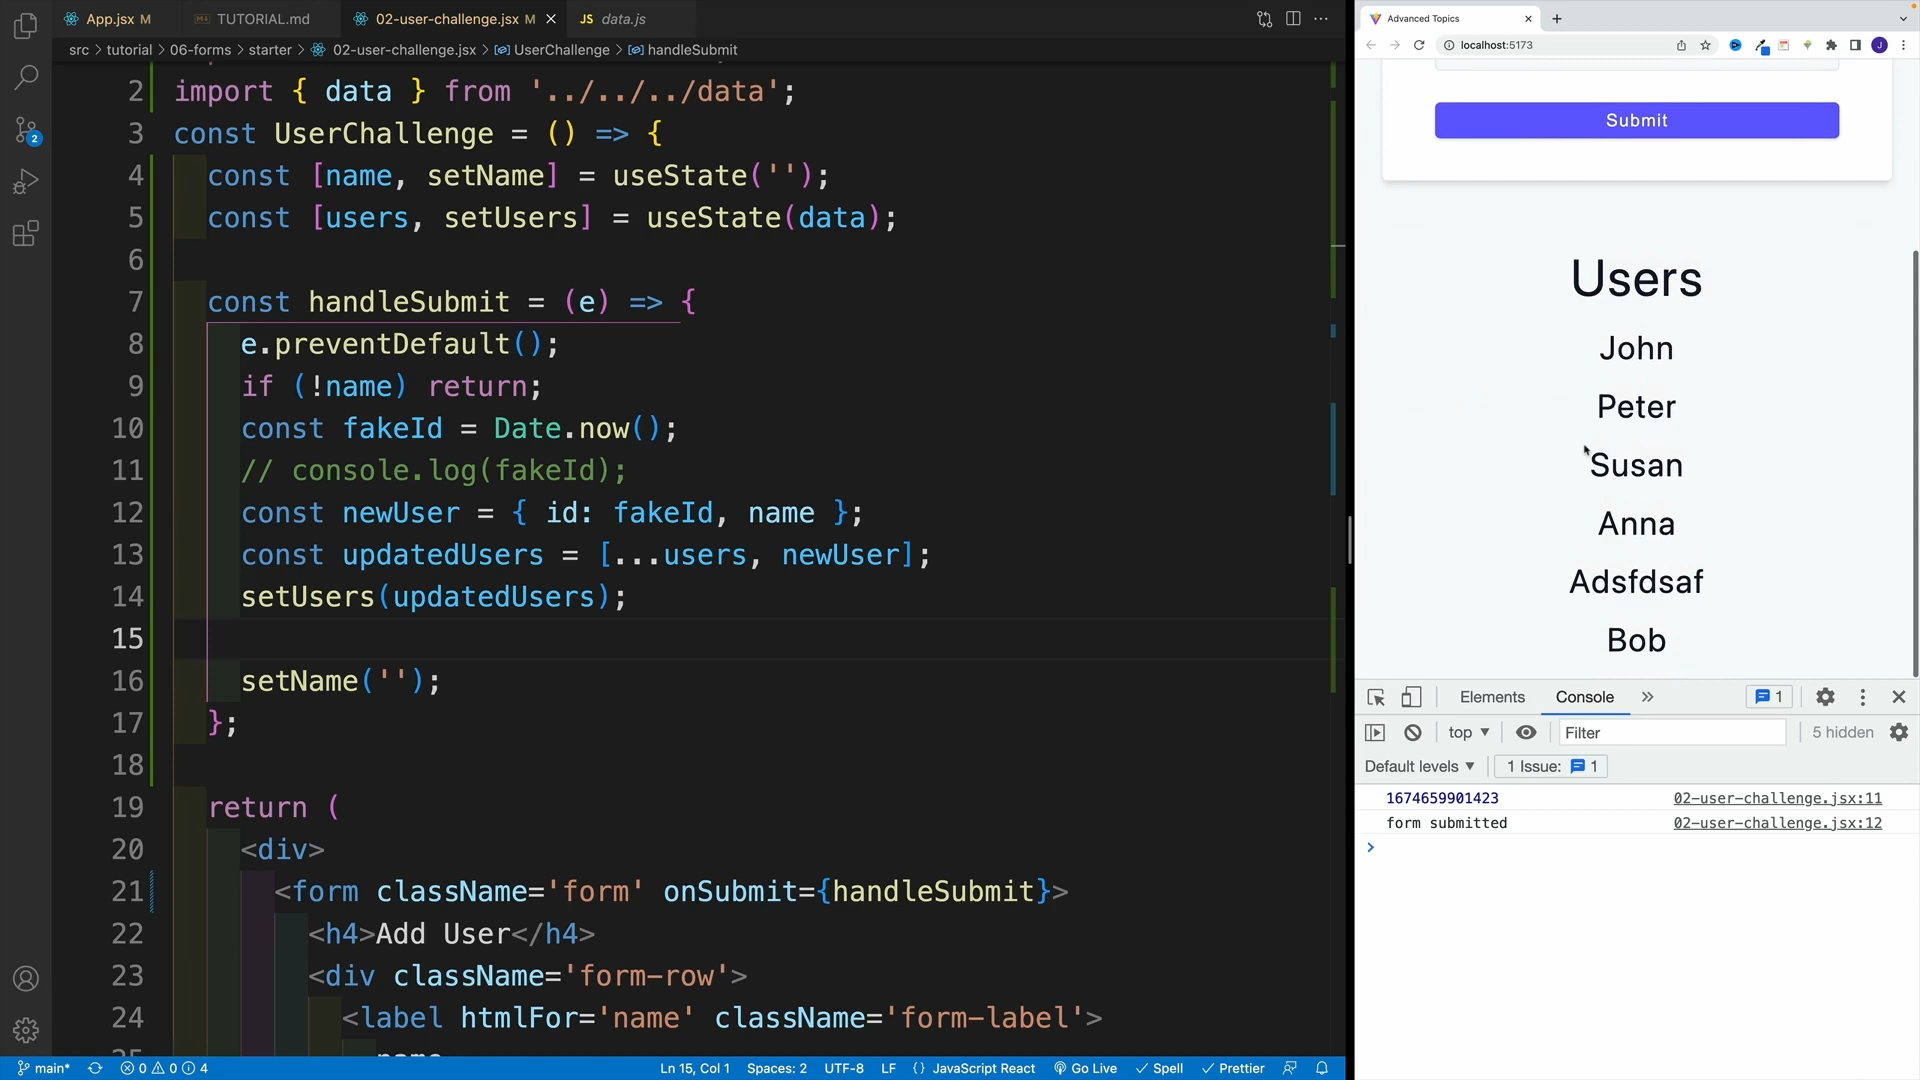 App.jsx M
TUTORIAL.md
02-user-challenge.jsx M
JS data.js
src > tutorial > 06-forms > starter > 02-user-challenge.jsx > UserChallenge > handleSubmit
2 import { data } from '../../../data';
3 const UserChallenge = () => {
4 const [name, setName] = useState('');
5 const [users, setUsers] = useState(data);
6
7 const handleSubmit = (e) => {
8 e.preventDefault();
9 if (!name) return;
10 const fakeId = Date.now();
11 // console.log(fakeId);
12 const newUser = { id: fakeId, name };
13 const updatedUsers = [...users, newUser];
14 setUsers(updatedUsers);
15
16 setName('');
17 };
18
19 return (
20 <div>
21 <form className='form' onSubmit={handleSubmit}>
22 <h4>Add User</h4>
23 <div className='form-row'>
24 <label htmlFor='name' className='form-label'>
name
2
main*
0 0 4
Ln 15, Col 1
Spaces: 2
UTF-8
LF
{} JavaScript React
Go Live
Spell
Prettier
Advanced Topics
localhost:5173
J
Submit
Users
John
Peter
Susan
Anna
Adsfdsaf
Bob
Elements
Console
1
top
Filter
5 hidden
Default levels
1 Issue: 1
1674659901423 02-user-challenge.jsx:11
form submitted 02-user-challenge.jsx:12